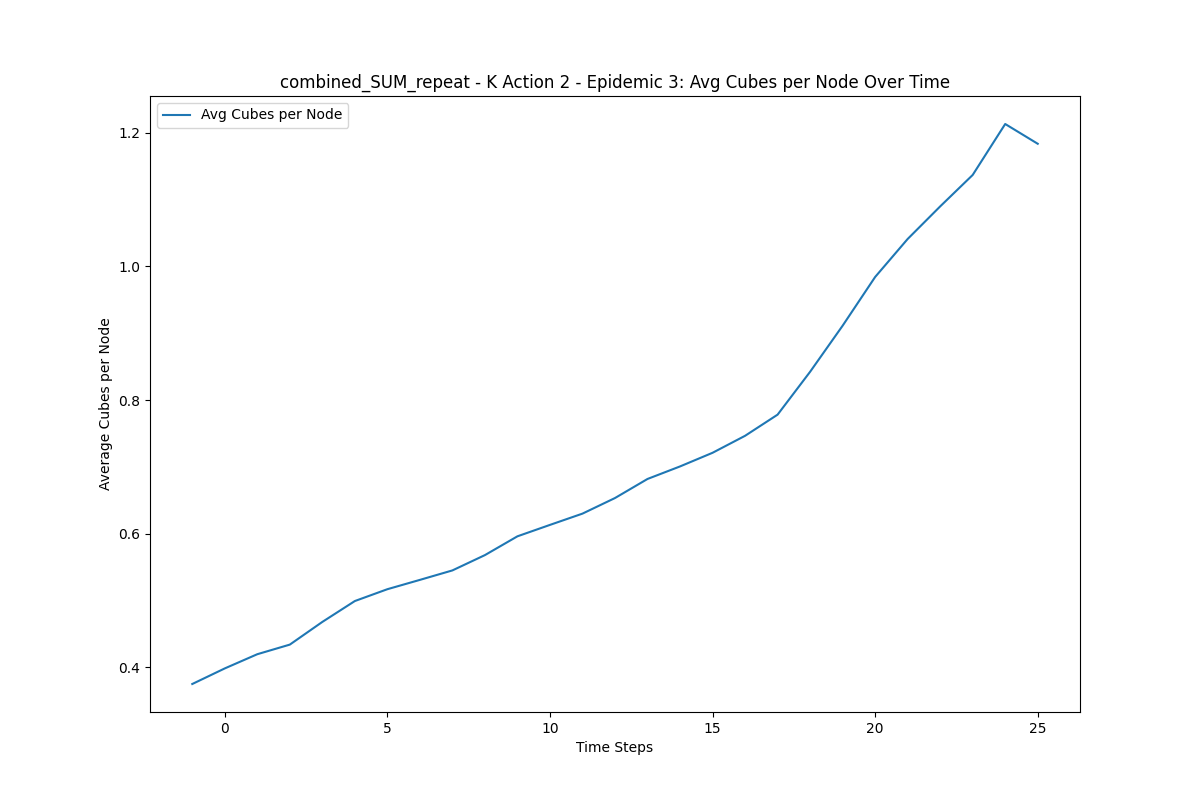 combined_SUM_repeat - K Action 2 - Epidemic 3: Avg Cubes per Node Over Time
Avg Cubes per Node
Average Cubes per Node
1.2
1.0
0.8
0.6
0.4
0 5 10 15 20 25
Time Steps